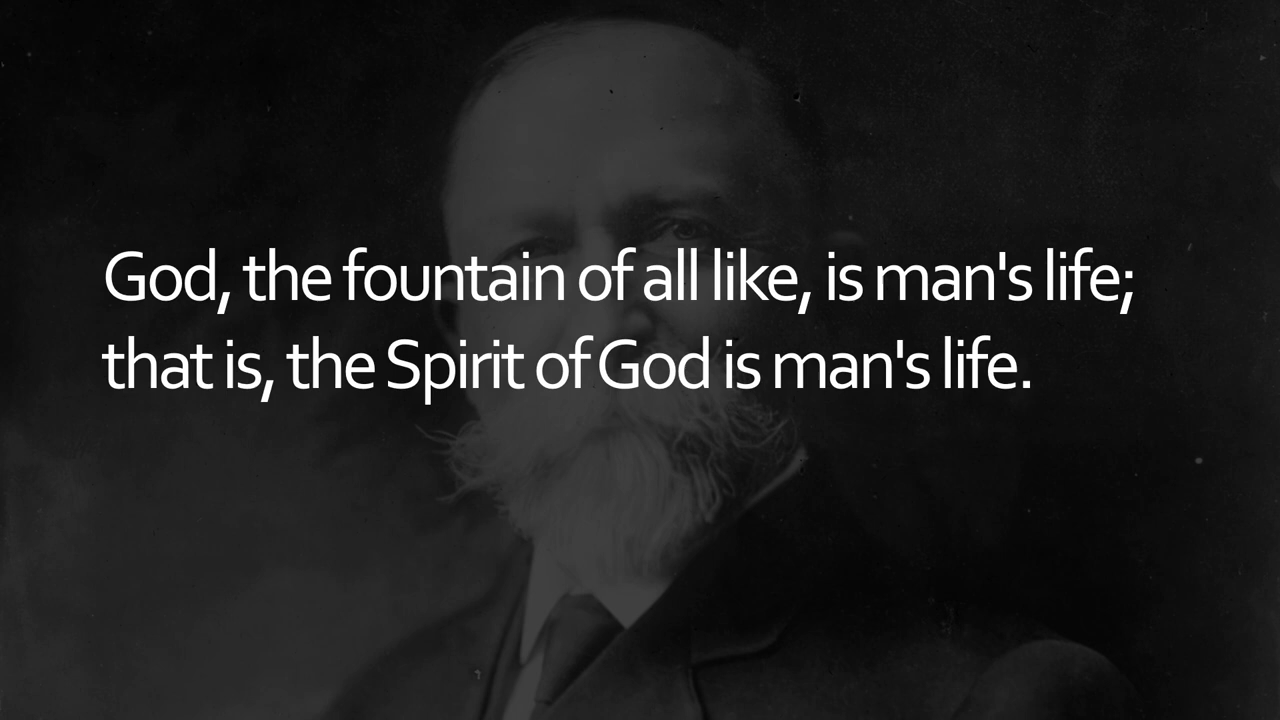 God, the fountain of all like, is man's life;
that is, the Spirit of God is man's life.